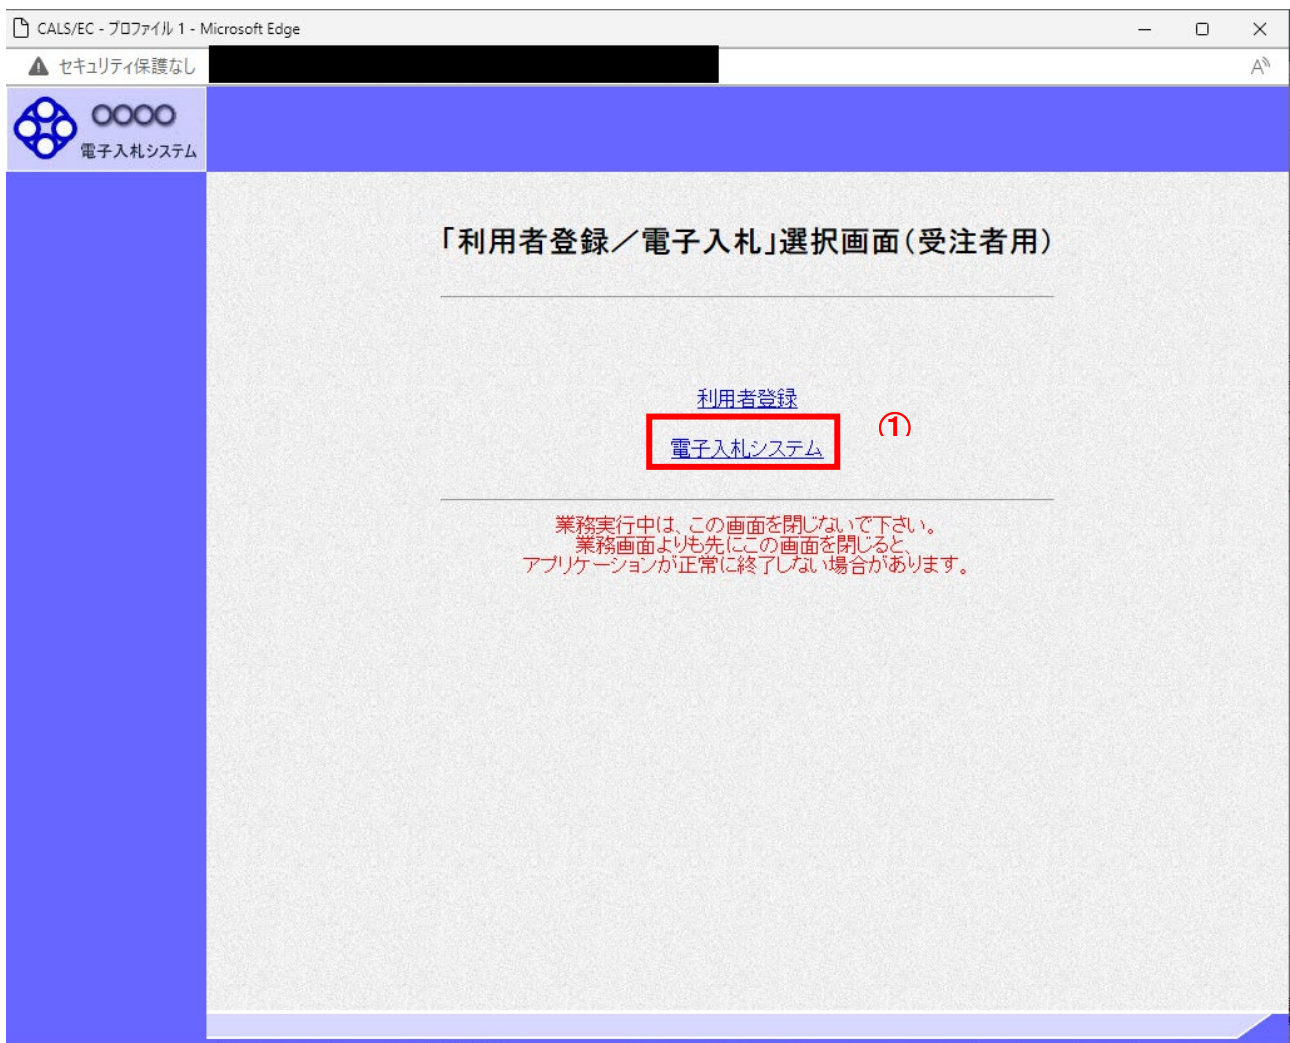 CALS/EC - プロファイル 1 - Microsoft Edge
セキュリティ保護なし
A
〇〇〇〇
電子入札システム
「利用者登録／電子入札」選択画面(受注者用)
利用者登録
①
電子入札システム
業務実行中は、この画面を閉じないで下さい。
業務画面よりも先にこの画面を閉じると、
アプリケーションが正常に終了しない場合があります。